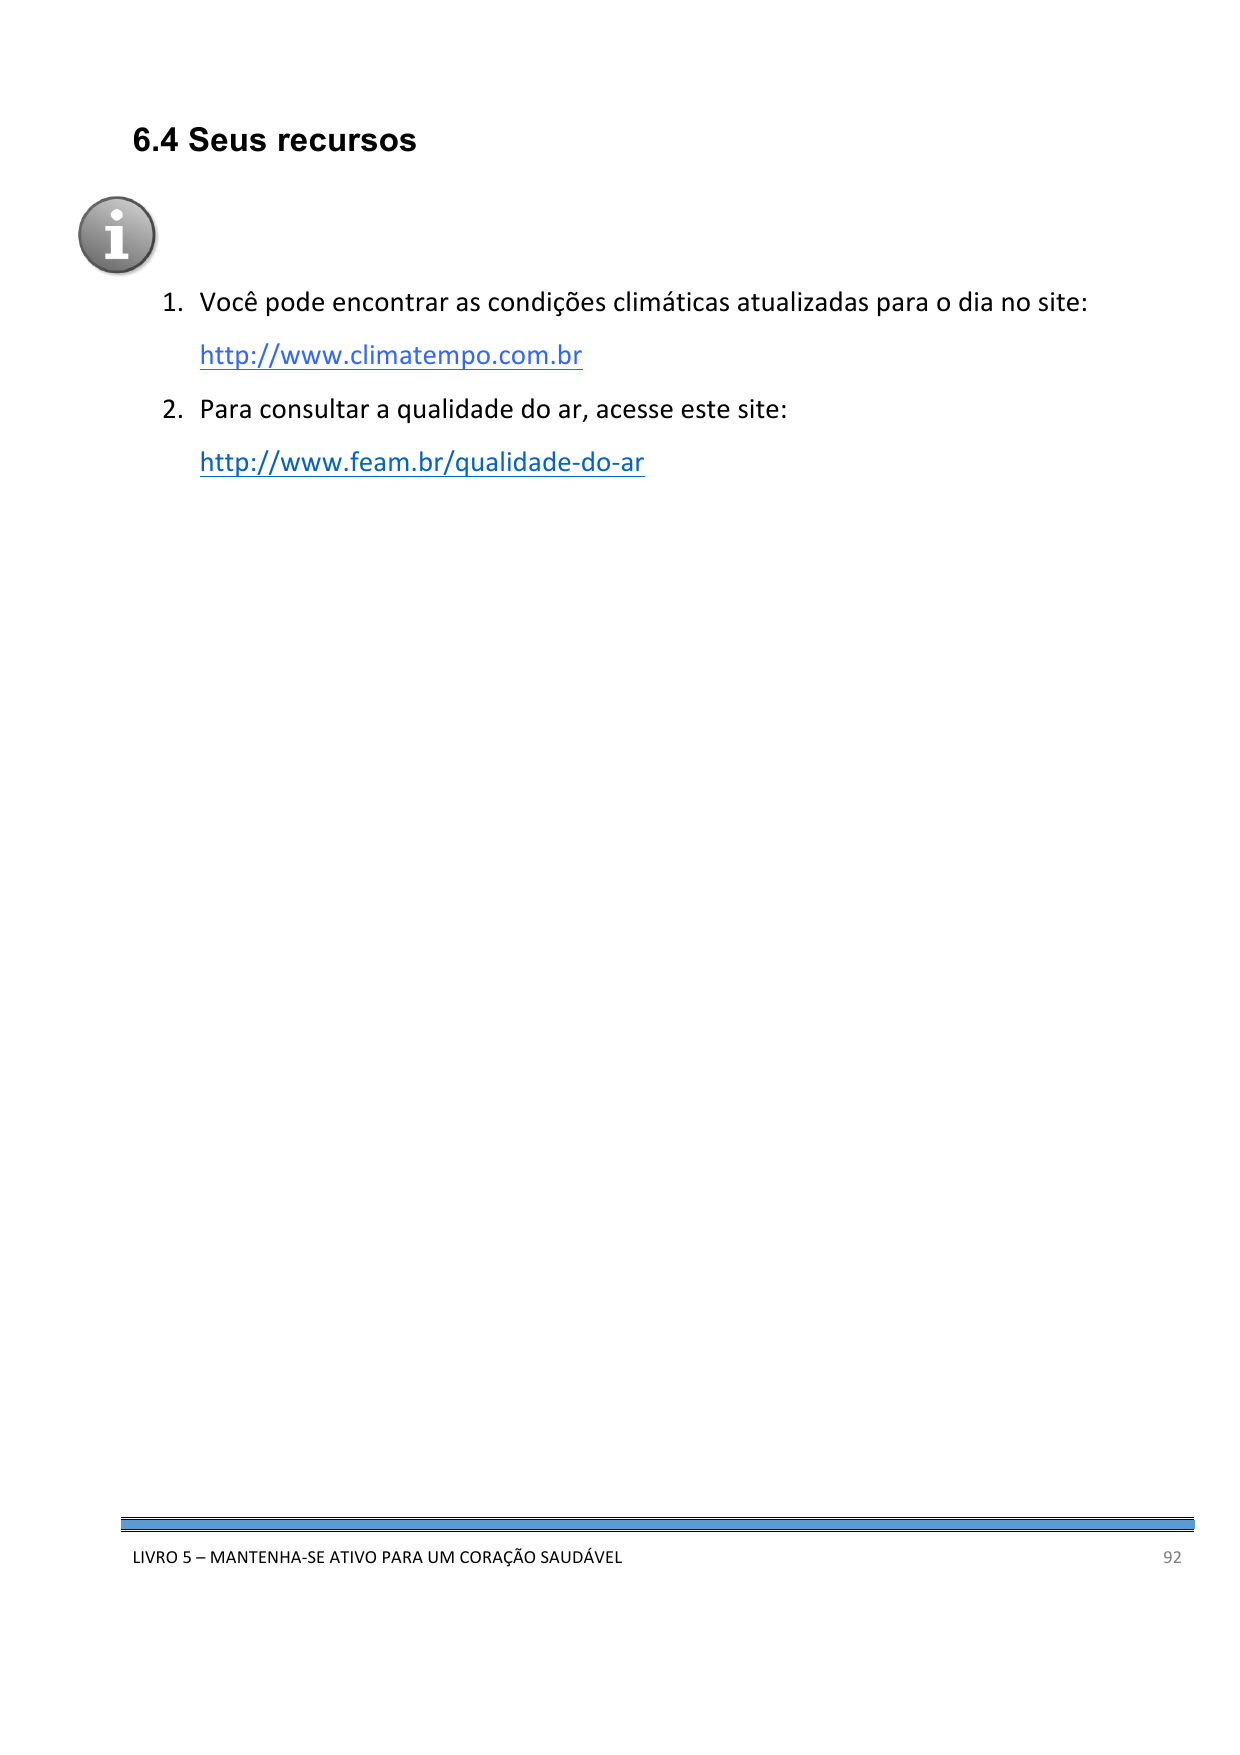 6.4 Seus recursos
i
1. Você pode encontrar as condições climáticas atualizadas para o dia no site:
http://www.climatempo.com.br
2. Para consultar a qualidade do ar, acesse este site:
http://www.feam.br/qualidade-do-ar
LIVRO 5 – MANTENHA-SE ATIVO PARA UM CORAÇÃO SAUDÁVEL 92